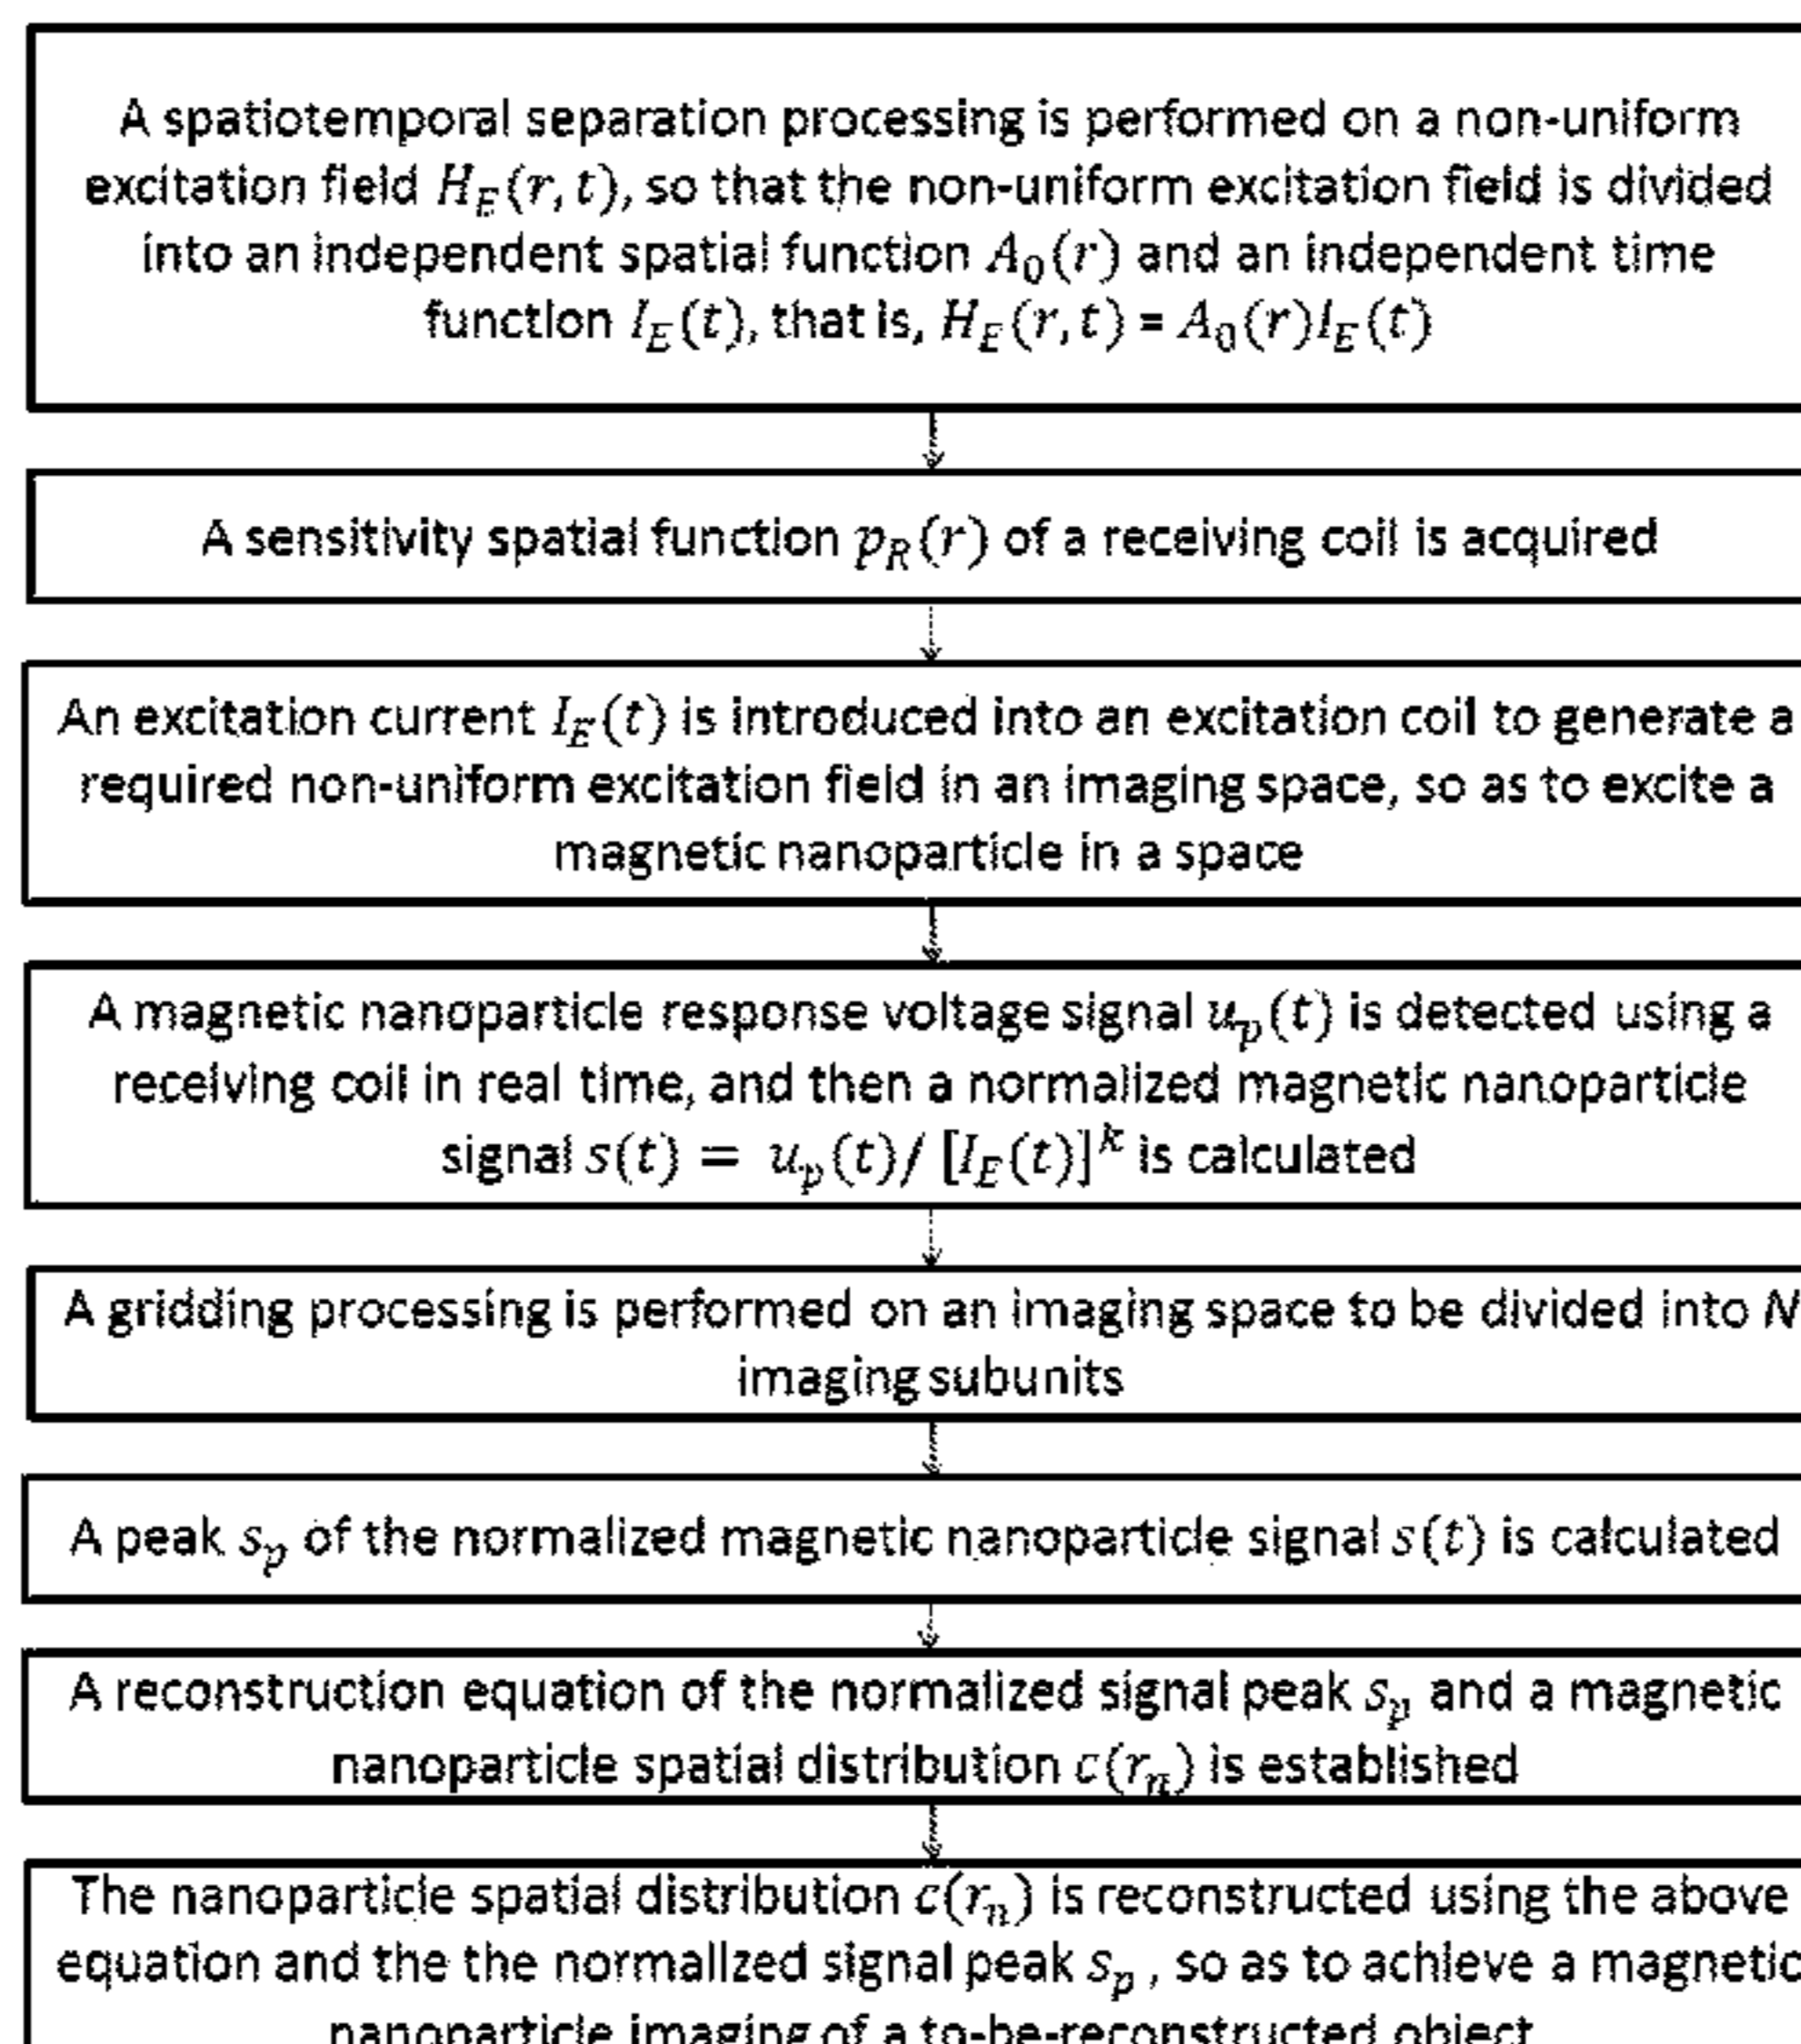 A spatiotemporal separation processing is performed on a non-uniform
excitation field H_E(r, t), so that the non-uniform excitation field is divided
into an independent spatial function A_0(r) and an independent time
function I_E(t), that is, H_E(r, t) = A_0(r)I_E(t)
A sensitivity spatial function p_R(r) of a receiving coil is acquired
An excitation current I_E(t) is introduced into an excitation coil to generate a
required non-uniform excitation field in an imaging space, so as to excite a
magnetic nanoparticle in a space
A magnetic nanoparticle response voltage signal u_p(t) is detected using a
receiving coil in real time, and then a normalized magnetic nanoparticle
signal s(t) = u_p(t)/ [I_E(t)]^k is calculated
A gridding processing is performed on an imaging space to be divided into N
imaging subunits
A peak s_p of the normalized magnetic nanoparticle signal s(t) is calculated
A reconstruction equation of the normalized signal peak s_p and a magnetic
nanoparticle spatial distribution c(r_n) is established
The nanoparticle spatial distribution c(r_n) is reconstructed using the above
equation and the the normalized signal peak s_p , so as to achieve a magnetic
nanoparticle imaging of a to-be-reconstructed object